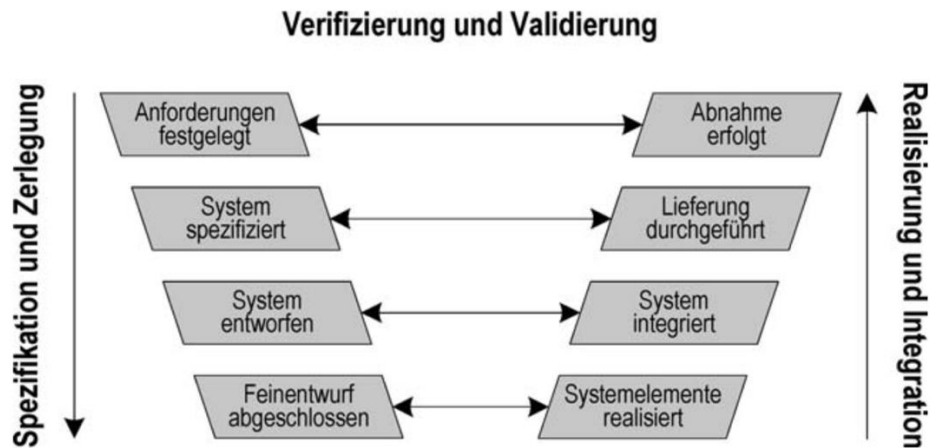 Verifizierung und Validierung
Spezifikation und Zerlegung
Realisierung und Integration
Anforderungen
festgelegt
Abnahme
erfolgt
System
spezifiziert
Lieferung
durchgeführt
System
entworfen
System
integriert
Feinentwurf
abgeschlossen
Systemelemente
realisiert